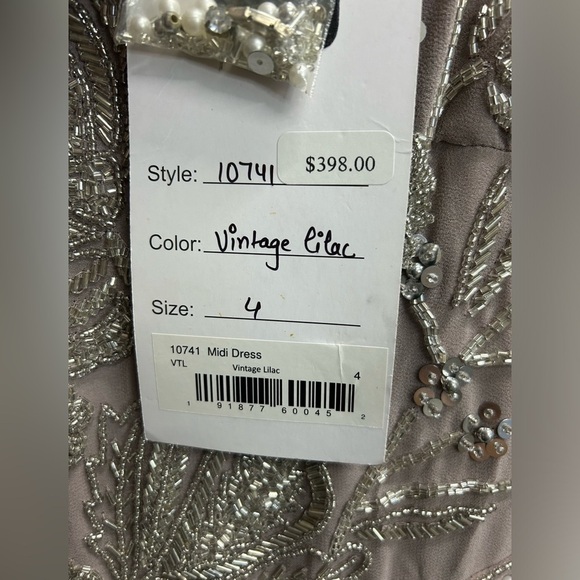 Style: 10741
$398.00
Color: Vintage lilac
Size: 4
10741 Midi Dress
VTL Vintage Lilac 4
1 91877 60045 2